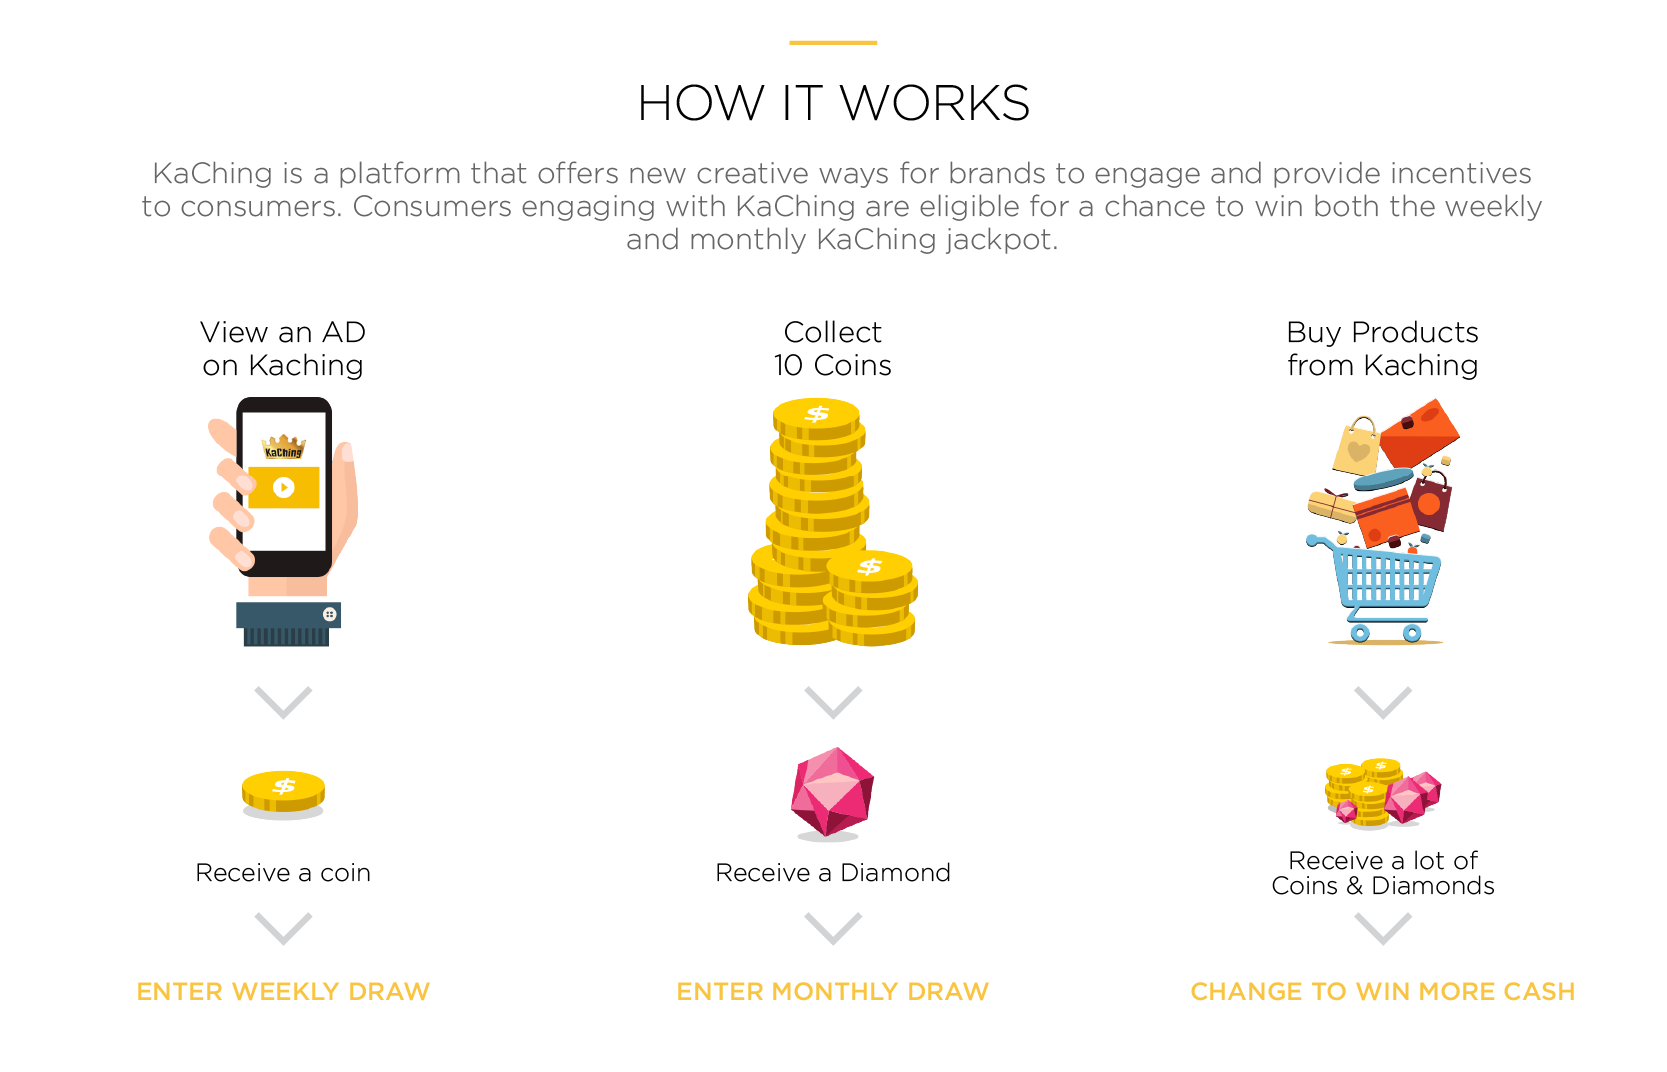 HOW IT WORKS
KaChing is a platform that offers new creative ways for brands to engage and provide incentives
to consumers. Consumers engaging with KaChing are eligible for a chance to win both the weekly
and monthly KaChing jackpot.
View an AD
on Kaching
KaChing
Receive a coin
ENTER WEEKLY DRAW
Collect
10 Coins
$
$
$
Receive a Diamond
ENTER MONTHLY DRAW
Buy Products
from Kaching
$
$
$
Receive a lot of
Coins & Diamonds
CHANGE TO WIN MORE CASH